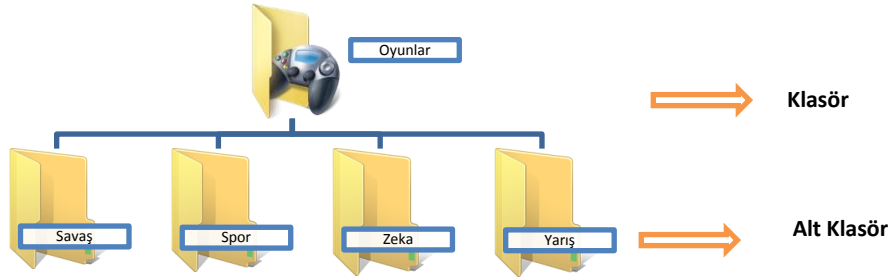 Oyunlar
Klasör
Savaş
Spor
Zeka
Yarış
Alt Klasör